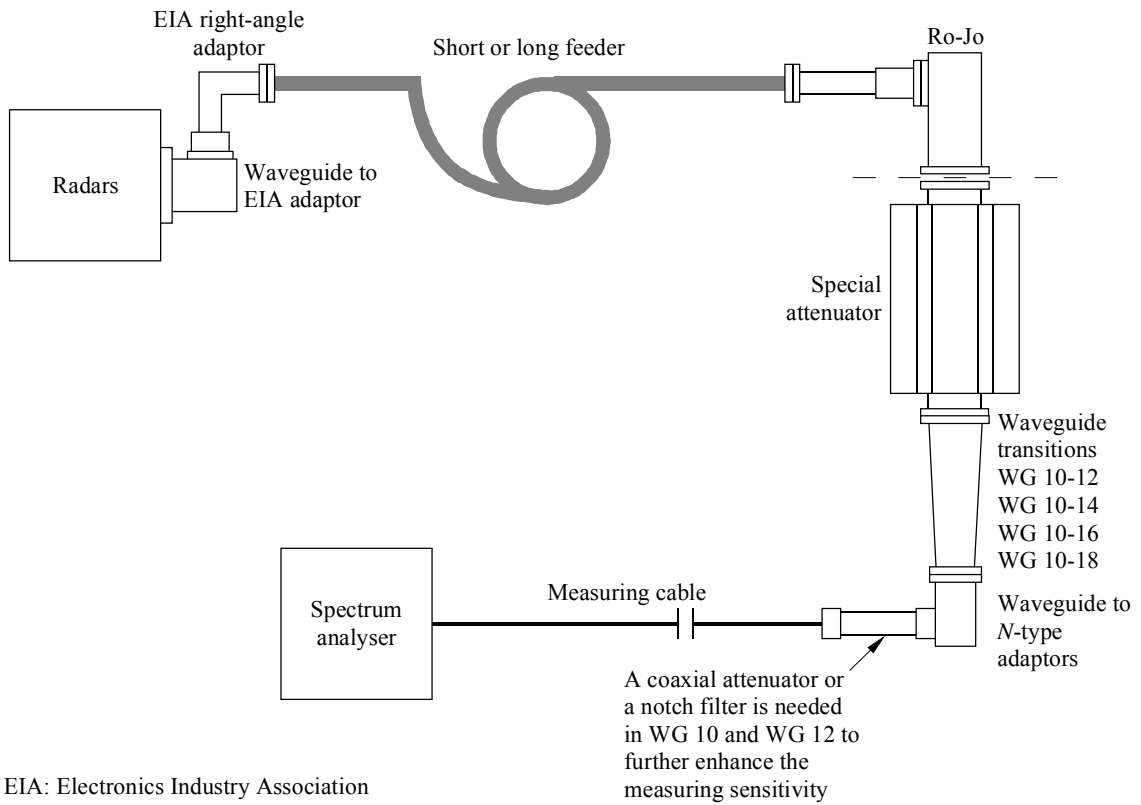 EIA right-angle
adaptor
Short or long feeder
Ro-Jo
Radars
Waveguide to
EIA adaptor
Special
attenuator
Waveguide
transitions
WG 10-12
WG 10-14
WG 10-16
WG 10-18
Spectrum
analyser
Measuring cable
Waveguide to
N-type
adaptors
A coaxial attenuator or
a notch filter is needed
in WG 10 and WG 12 to
further enhance the
measuring sensitivity
EIA: Electronics Industry Association